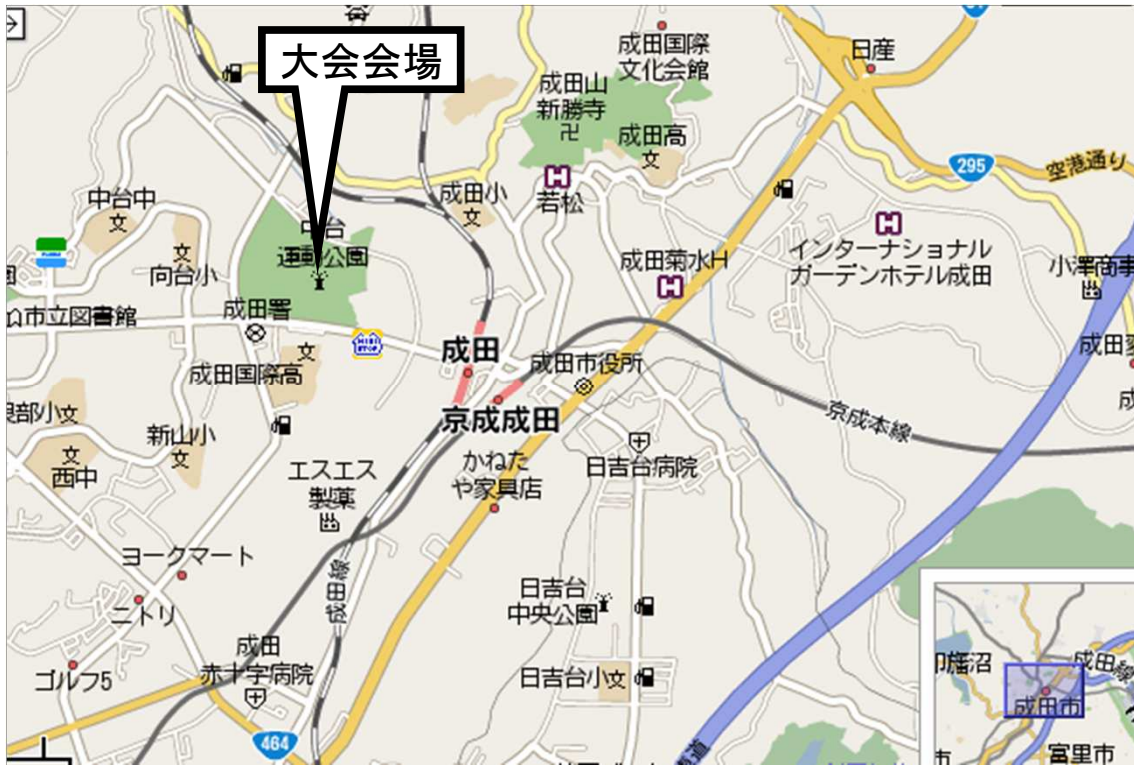 大会会場
成田国際
文化会館
日産
成田山
新勝寺
成田高
295
空港通り
中台中
文
成田小
文
若松
H
文
中台
運動公園
向台小
文
成田菊水H
H
インターナショナル
ガーデンホテル成田
H
小澤商事
市立図書館
成田署
成田国際高
文
成田
成田市役所
京成成田
京成本線
新山小
文
西中
文
エスエス
製薬
かねた
や家具店
日吉台病院
ヨークマート
ニトリ
ゴルフ5
成田線
成田
赤十字病院
日吉台
中央公園
日吉台小文
464
印旛沼
成田線
成田市
富里市